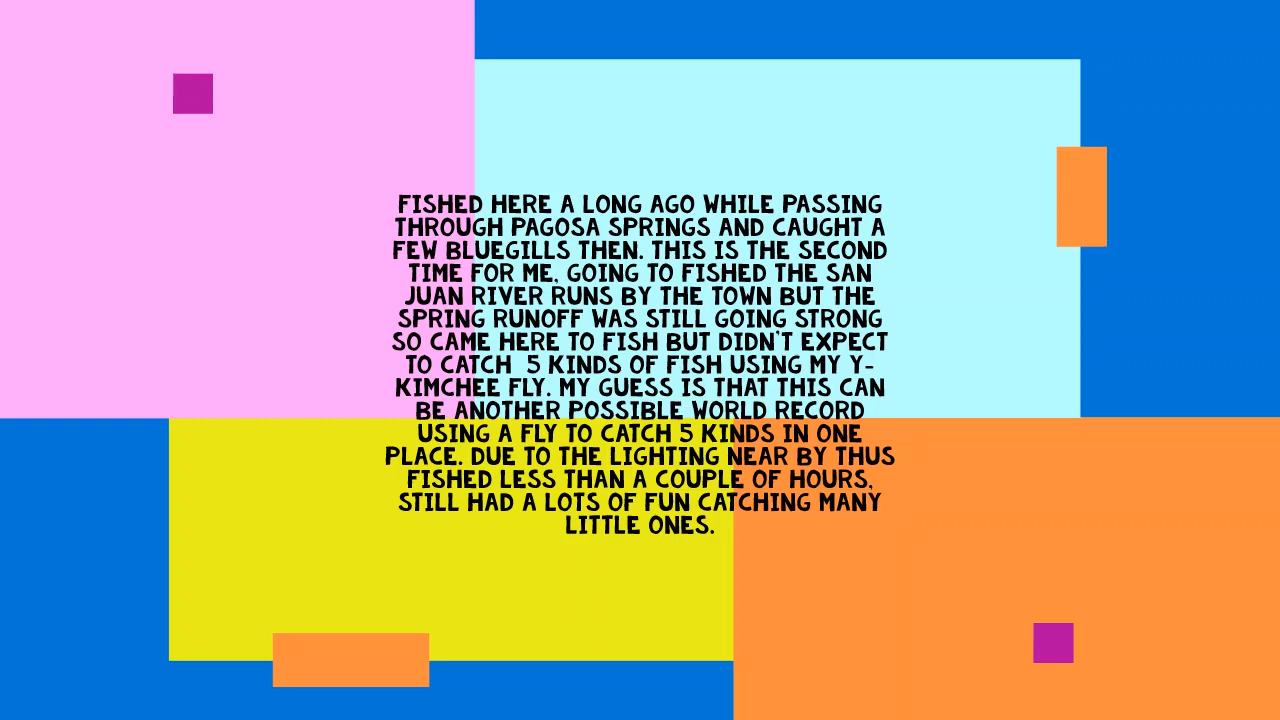 FISHED HERE A LONG AGO WHILE PASSING
THROUGH PAGOSA SPRINGS AND CAUGHT A
FEW BLUEGILLS THEN. THIS IS THE SECOND
TIME FOR ME, GOING TO FISHED THE SAN
JUAN RIVER RUNS BY THE TOWN BUT THE
SPRING RUNOFF WAS STILL GOING STRONG
SO CAME HERE TO FISH BUT DIDN'T EXPECT
TO CATCH  5 KINDS OF FISH USING MY Y-
KIMCHEE FLY. MY GUESS IS THAT THIS CAN
BE ANOTHER POSSIBLE WORLD RECORD
USING A FLY TO CATCH 5 KINDS IN ONE
PLACE. DUE TO THE LIGHTING NEAR BY THUS
FISHED LESS THAN A COUPLE OF HOURS,
STILL HAD A LOTS OF FUN CATCHING MANY
LITTLE ONES.